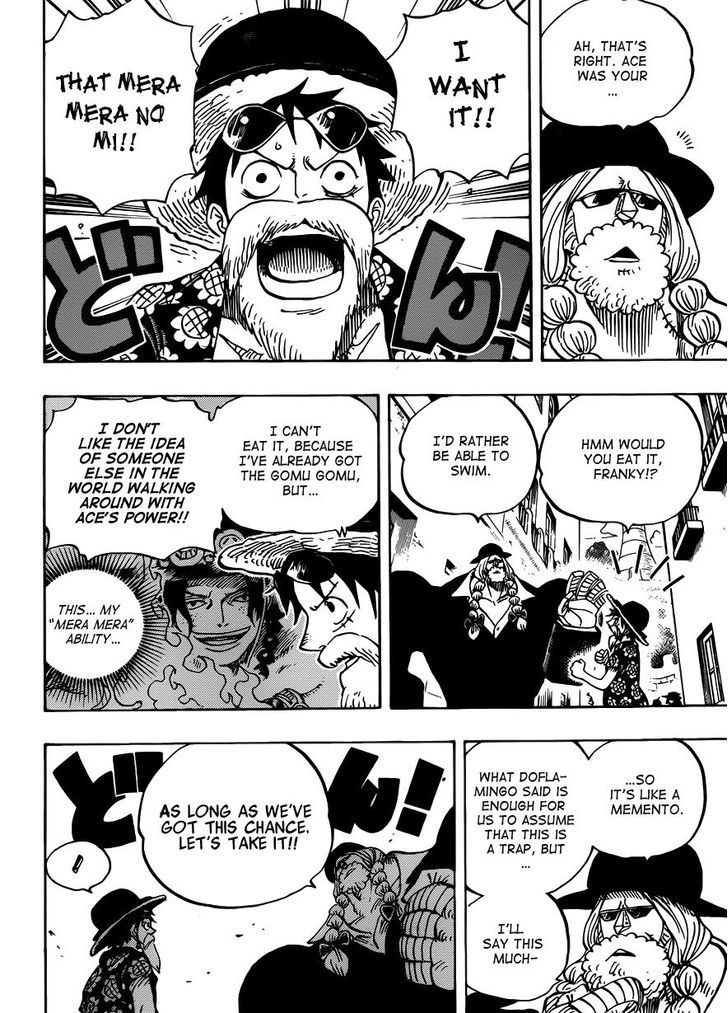 AH, THAT'S
RIGHT. ACE
WAS YOUR
...
I
WANT
IT!!
THAT MERA
MERA NO
MI!!
どん!
HMM WOULD
YOU EAT IT,
FRANKY!?
I'D RATHER
BE ABLE TO
SWIM.
I CAN'T
EAT IT, BECAUSE
I'VE ALREADY GOT
THE GOMU GOMU,
BUT...
I DON'T
LIKE THE IDEA
OF SOMEONE
ELSE IN THE
WORLD WALKING
AROUND WITH
ACE'S POWER!!
THIS... MY
"MERA MERA"
ABILITY...
...SO
IT'S LIKE A
MEMENTO.
WHAT DOFLA-
MINGO SAID IS
ENOUGH FOR
US TO ASSUME
THAT THIS IS
A TRAP, BUT
...
I'LL
SAY THIS
MUCH-
AS LONG AS WE'VE
GOT THIS CHANCE.
LET'S TAKE IT!!
どん!
!